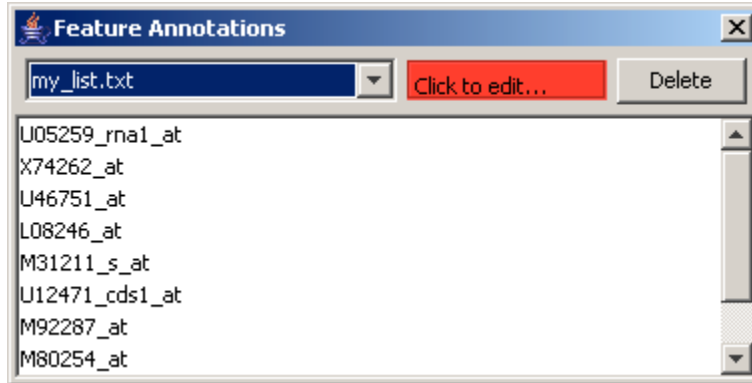 Feature Annotations
my_list.txt
Click to edit...
Delete
U05259_rna1_at
X74262_at
U46751_at
L08246_at
M31211_s_at
U12471_cds1_at
M92287_at
M80254_at